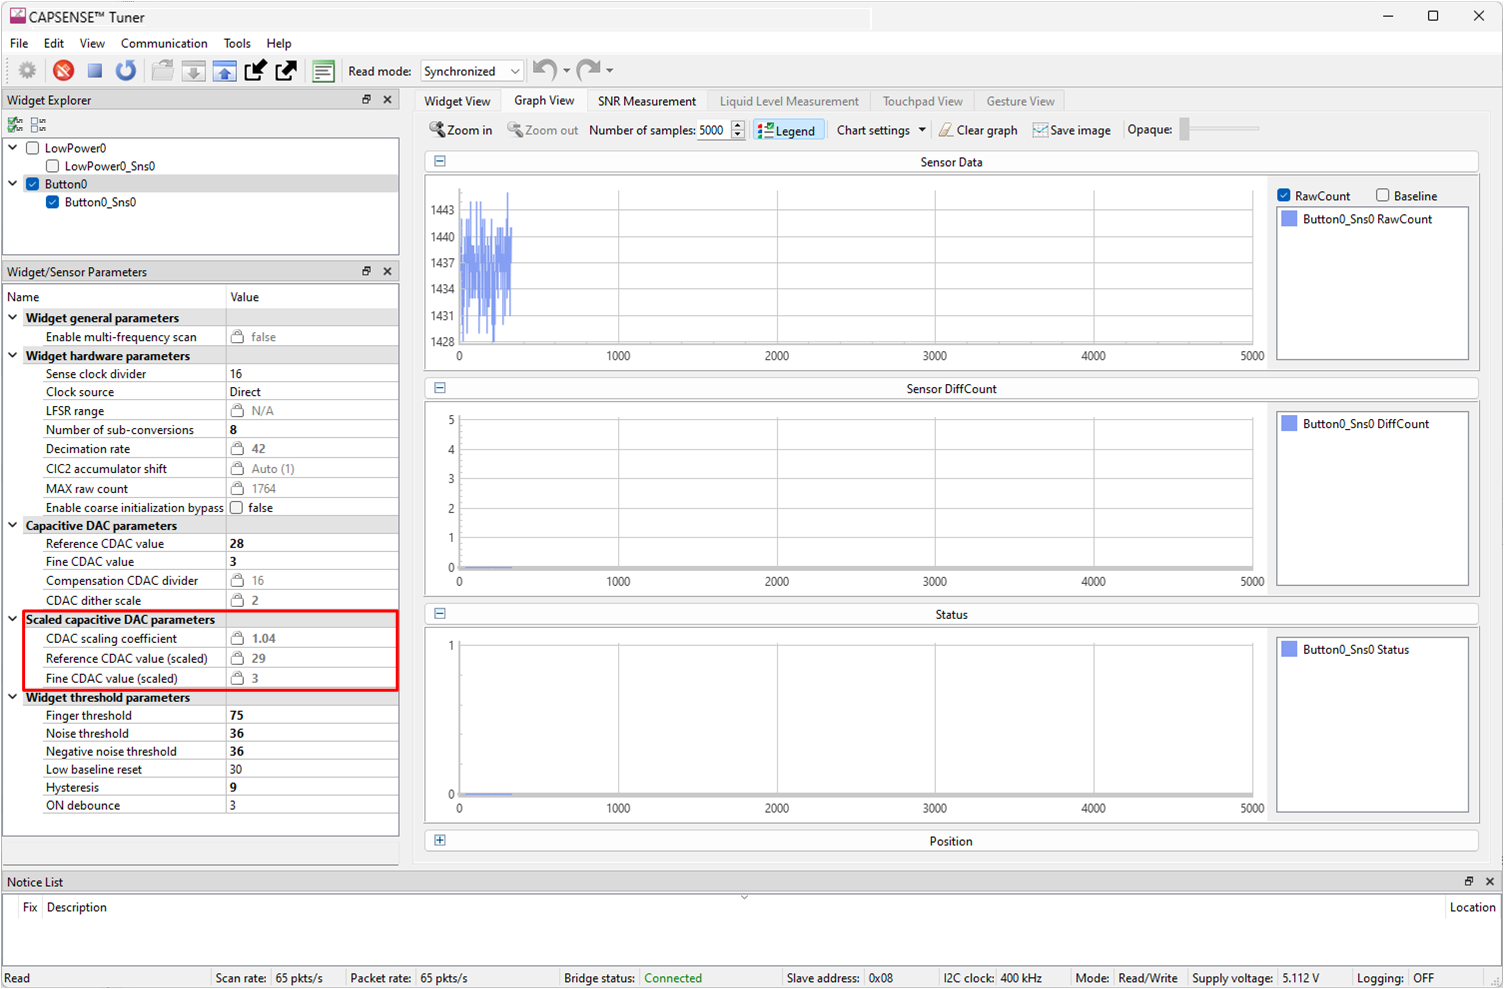 CAPSENSE™ Tuner
File Edit View Communication Tools Help
Read mode: Synchronized
Widget Explorer
LowPower0
LowPower0_Sns0
Button0
Button0_Sns0
Widget/Sensor Parameters
Name Value
Widget general parameters
Enable multi-frequency scan false
Widget hardware parameters
Sense clock divider 16
Clock source Direct
LFSR range N/A
Number of sub-conversions 8
Decimation rate 42
CIC2 accumulator shift Auto (1)
MAX raw count 1764
Enable coarse initialization bypass false
Capacitive DAC parameters
Reference CDAC value 28
Fine CDAC value 3
Compensation CDAC divider 16
CDAC dither scale 2
Scaled capacitive DAC parameters
CDAC scaling coefficient 1.04
Reference CDAC value (scaled) 29
Fine CDAC value (scaled) 3
Widget threshold parameters
Finger threshold 75
Noise threshold 36
Negative noise threshold 36
Low baseline reset 30
Hysteresis 9
ON debounce 3
Widget View Graph View SNR Measurement Liquid Level Measurement Touchpad View Gesture View
Zoom in Zoom out Number of samples: 5000 Legend Chart settings Clear graph Save image Opaque:
Sensor Data
1443
1440
1437
1434
1431
1428
0 1000 2000 3000 4000 5000
RawCount Baseline
Button0_Sns0 RawCount
Sensor DiffCount
5
4
3
2
1
0
0 1000 2000 3000 4000 5000
Button0_Sns0 DiffCount
Status
1
0
0 1000 2000 3000 4000 5000
Button0_Sns0 Status
Position
Notice List
Fix Description Location
Read Scan rate: 65 pkts/s Packet rate: 65 pkts/s Bridge status: Connected Slave address: 0x08 I2C clock: 400 kHz Mode: Read/Write Supply voltage: 5.112 V Logging: OFF